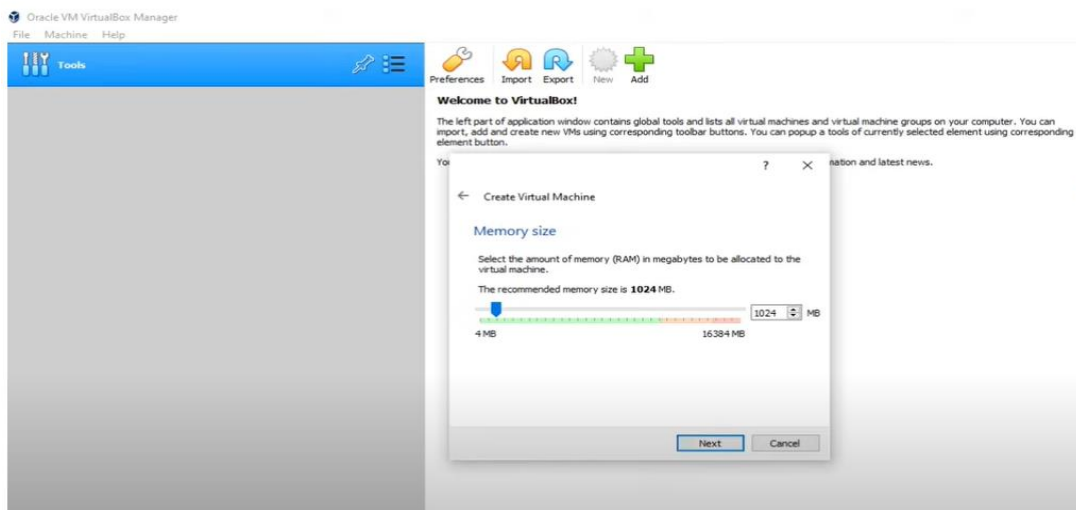 Oracle VM VirtualBox Manager
File Machine Help
Tools
Preferences Import Export New Add
Welcome to VirtualBox!
The left part of application window contains global tools and lists all virtual machines and virtual machine groups on your computer. You can
import, add and create new VMs using corresponding toolbar buttons. You can popup a tools of currently selected element using corresponding
element button.
news.
? ×
Create Virtual Machine
Memory size
Select the amount of memory (RAM) in megabytes to be allocated to the
virtual machine.
The recommended memory size is 1024 MB.
1024 MB
4 MB 16384 MB
Next Cancel